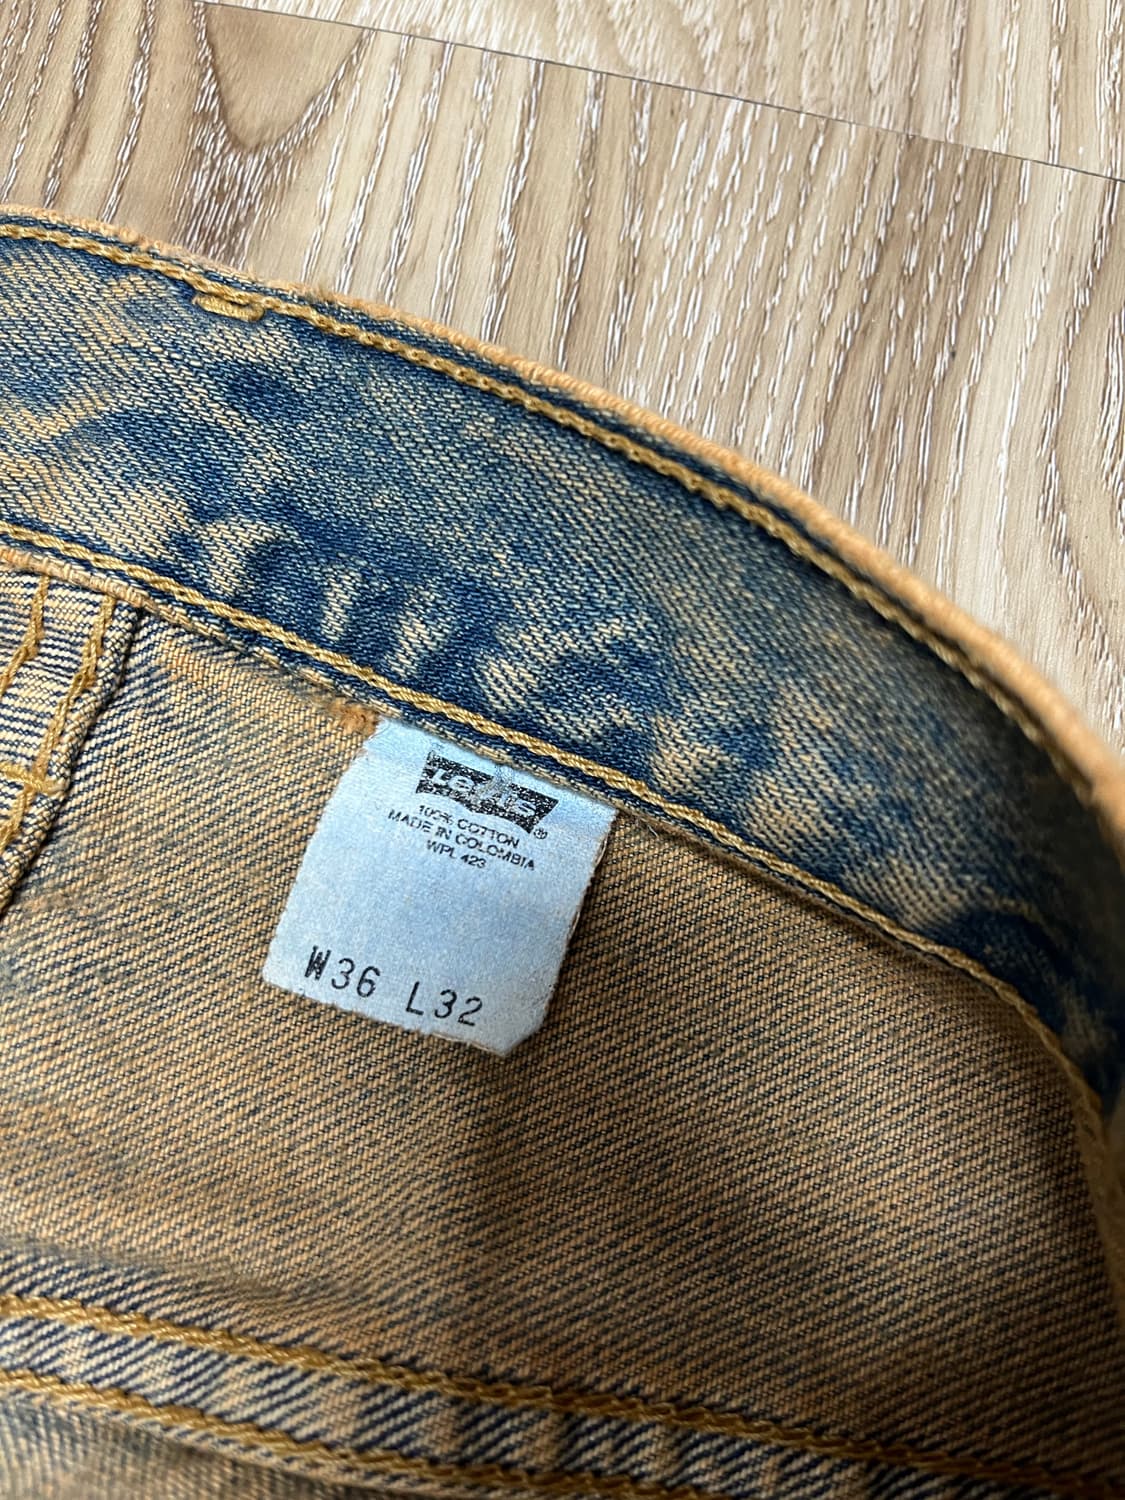 Levi's ®
100% COTTON
MADE IN COLOMBIA
WPL 423
W36 L32